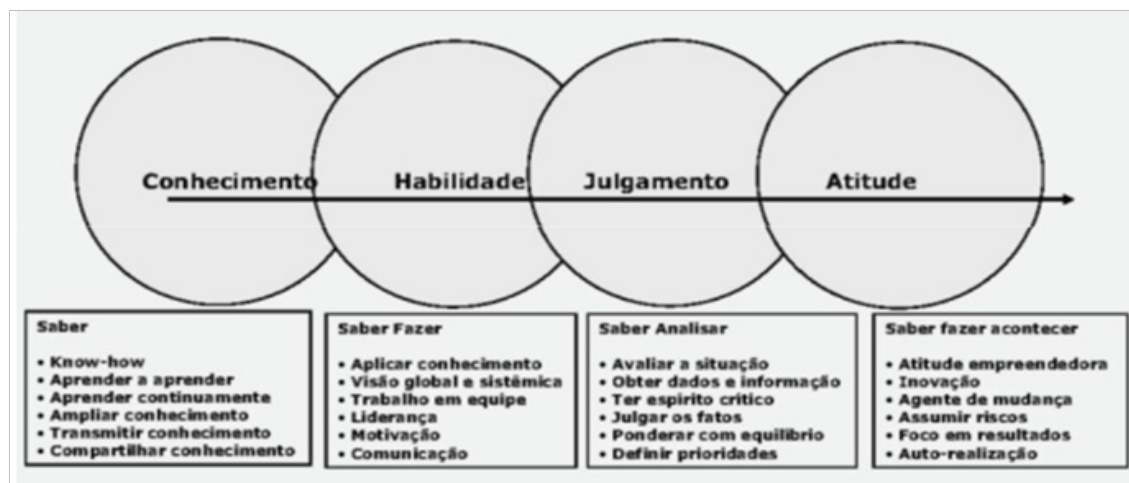 Conhecimento
Habilidade
Julgamento
Atitude
Saber
• Know-how
• Aprender a aprender
• Aprender continuamente
• Ampliar conhecimento
• Transmitir conhecimento
• Compartilhar conhecimento
Saber Fazer
• Aplicar conhecimento
• Visão global e sistêmica
• Trabalho em equipe
• Liderança
• Motivação
• Comunicação
Saber Analisar
• Avaliar a situação
• Obter dados e informação
• Ter espirito critico
• Julgar os fatos
• Ponderar com equilibrio
• Definir prioridades
Saber fazer acontecer
• Atitude empreendedora
• Inovação
• Agente de mudança
• Assumir riscos
• Foco em resultados
• Auto-realização